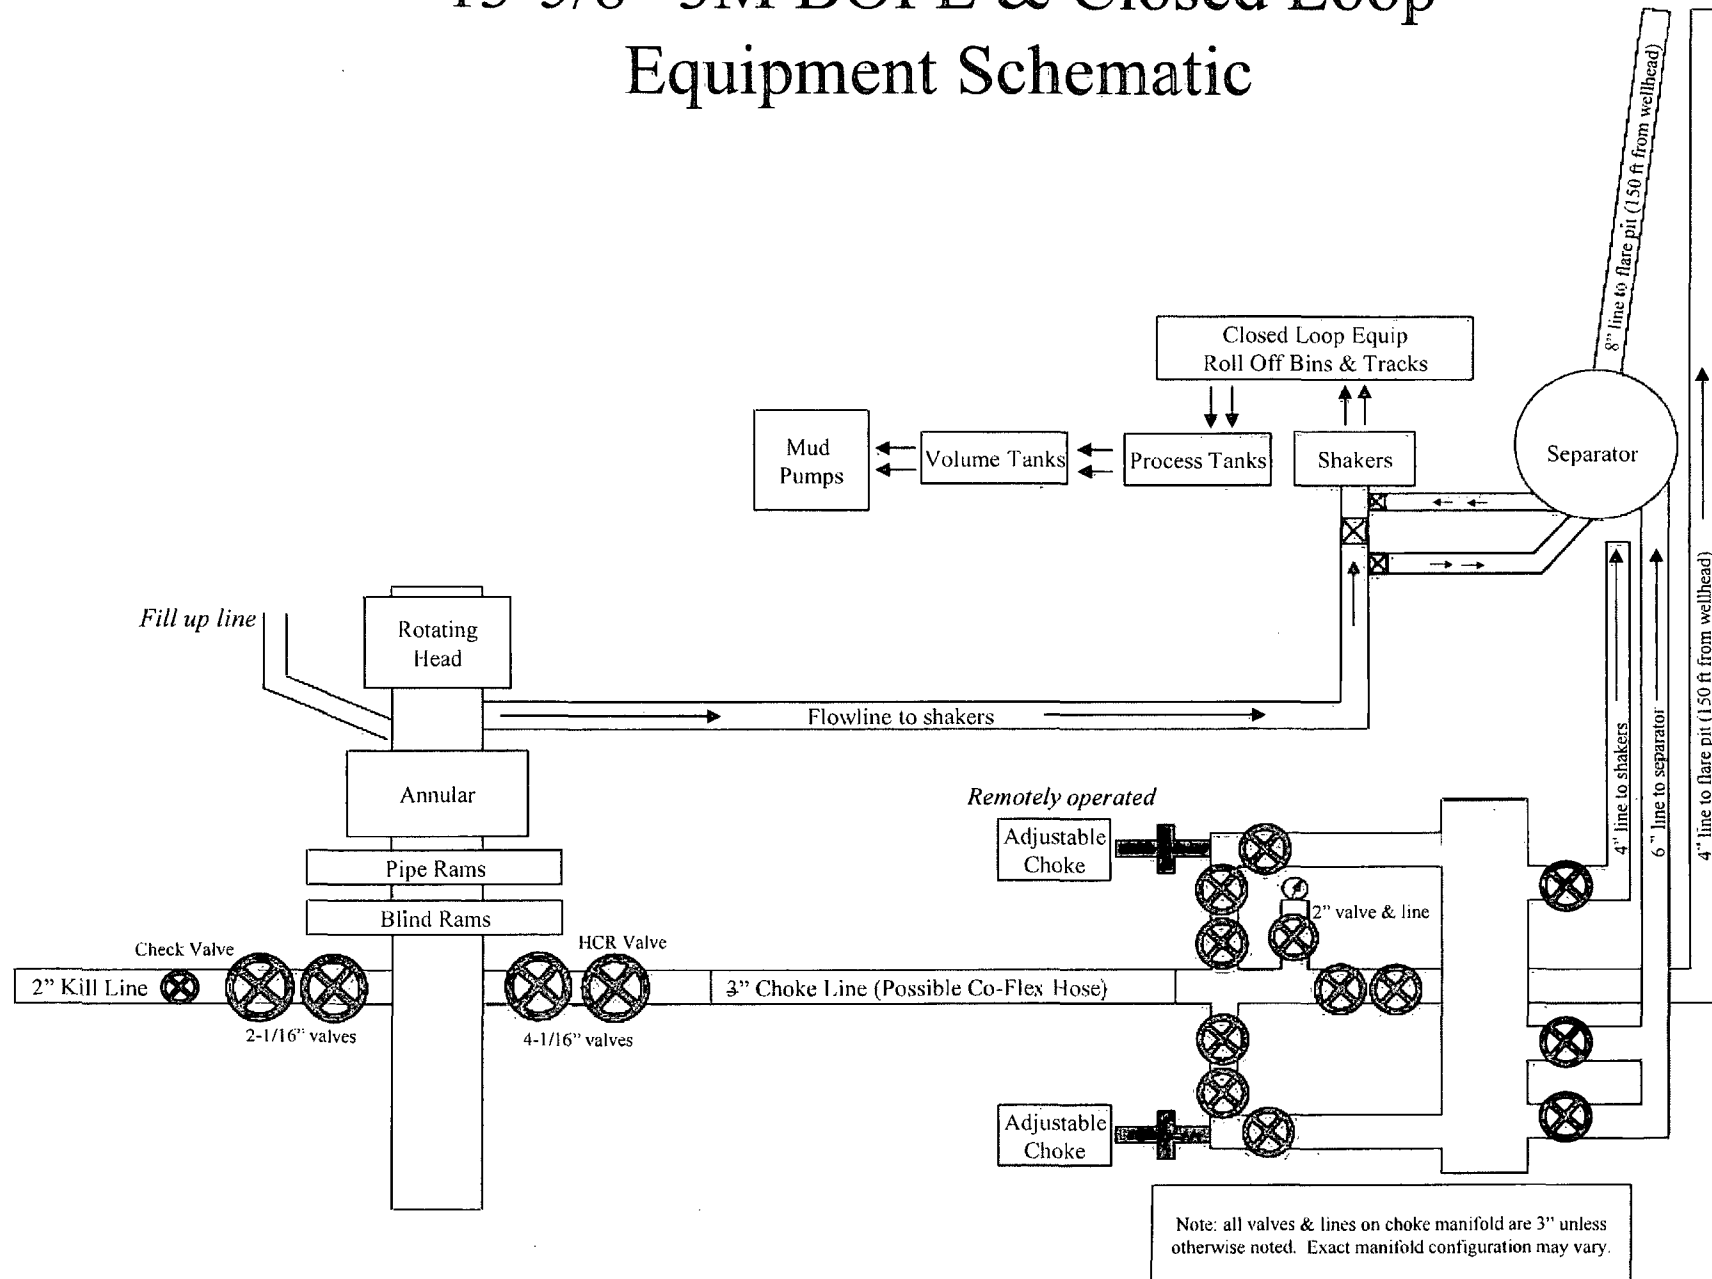 Equipment Schematic
8" line to flare pit (150 ft from wellhead)
Closed Loop Equip
Roll Off Bins & Tracks
Mud
Pumps
Volume Tanks
Process Tanks
Shakers
Separator
Fill up line
Rotating
Head
Flowline to shakers
4" line to shakers
6" line to separator
4" line to flare pit (150 ft from wellhead)
Annular
Remotely operated
Adjustable
Choke
Pipe Rams
Blind Rams
2" valve & line
Check Valve
HCR Valve
2" Kill Line
3" Choke Line (Possible Co-Flex Hose)
2-1/16" valves
4-1/16" valves
Adjustable
Choke
Note: all valves & lines on choke manifold are 3" unless
otherwise noted. Exact manifold configuration may vary.